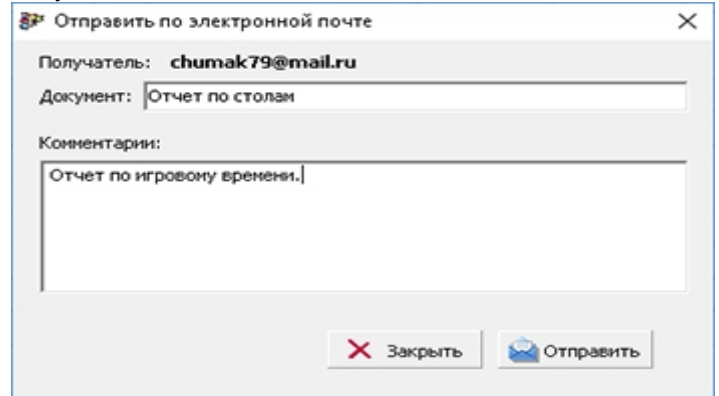 Отправить по электронной почте
Получатель: chumak79@mail.ru
Документ: Отчет по столам
Комментарии:
Отчет по игровому времени.
Закрыть Отправить